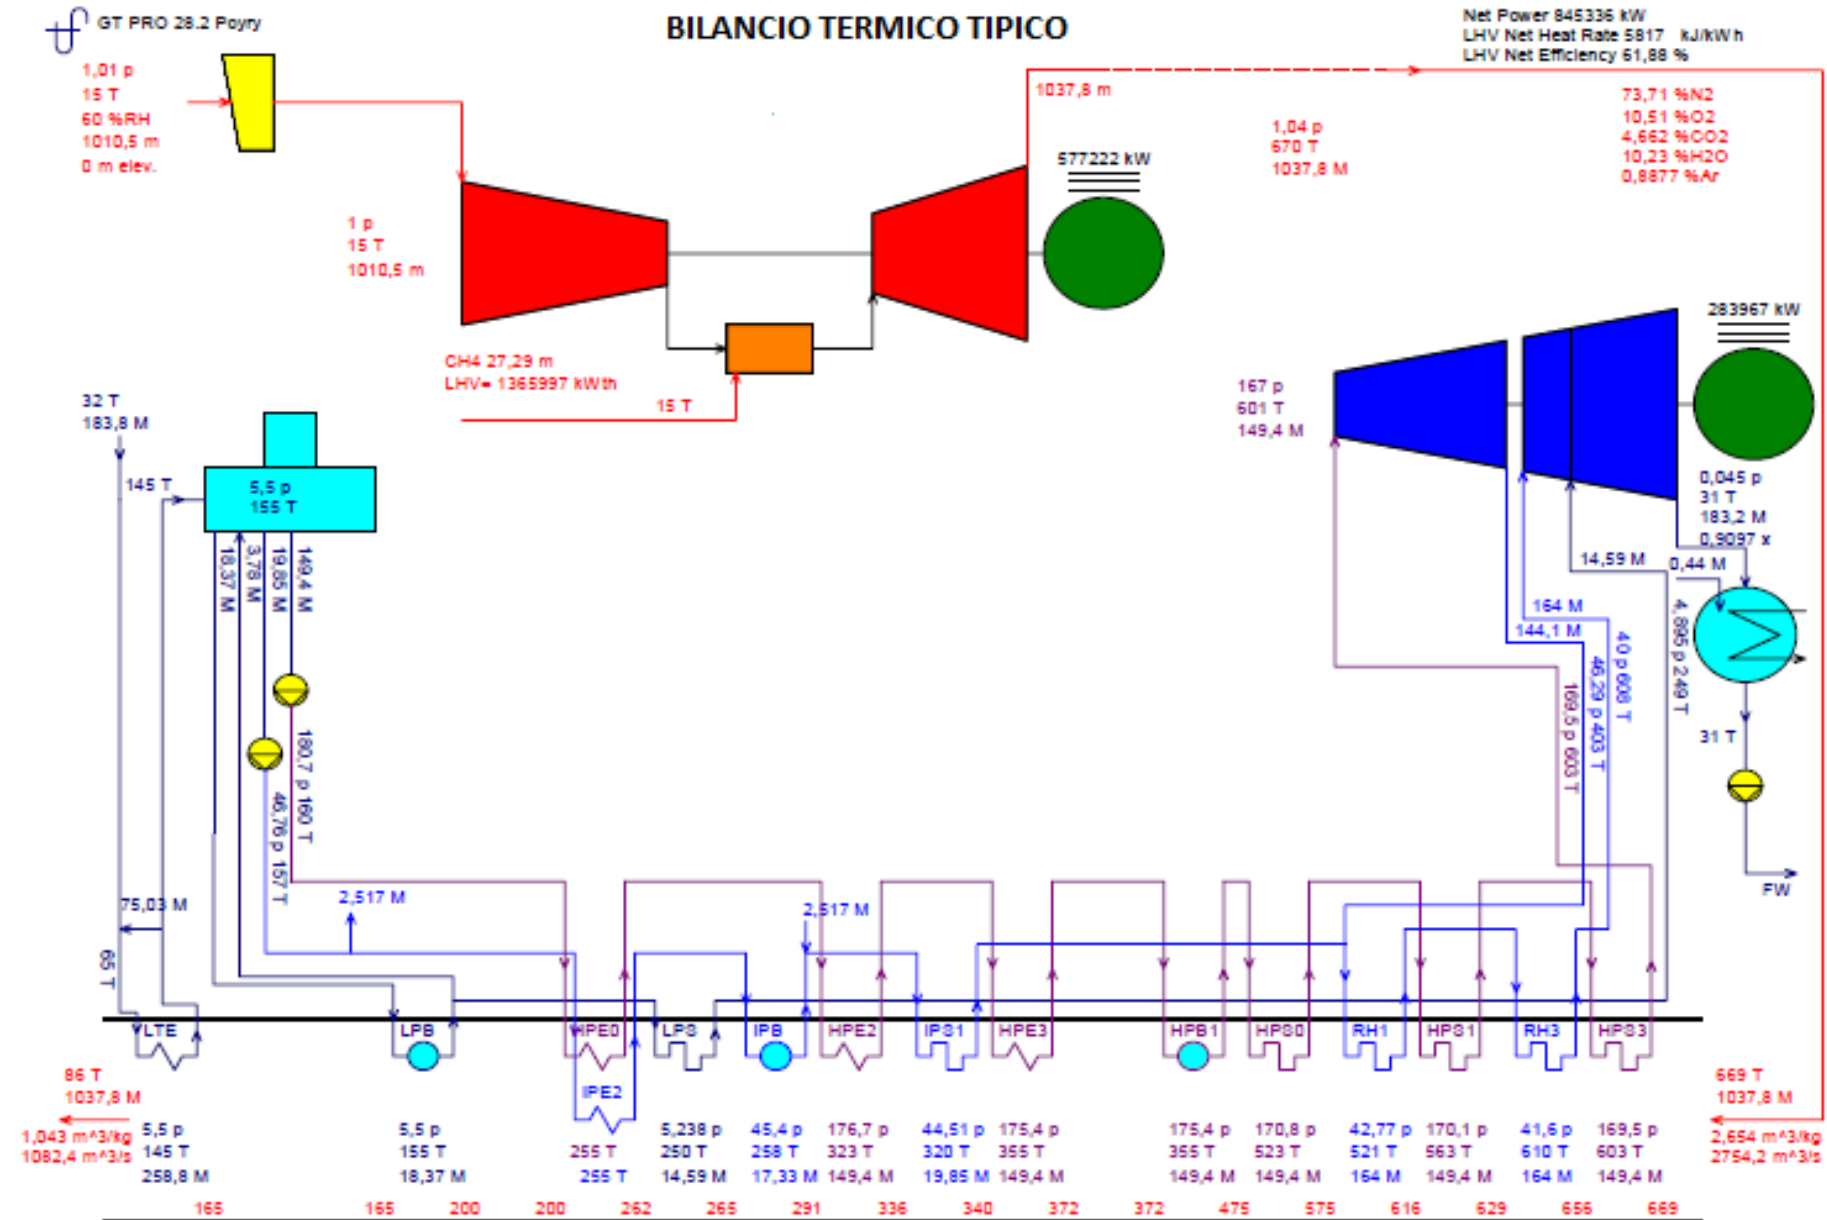 GT PRO 28.2 Poyry
BILANCIO TERMICO TIPICO
Net Power 845336 kW
LHV Net Heat Rate 5817 kJ/kWh
LHV Net Efficiency 61,88 %
1,01 p
15 T
60 %RH
1010,5 m
0 m elev.
1037,8 m
73,71 %N2
10,51 %O2
4,662 %CO2
10,23 %H2O
0,8877 %Ar
1,04 p
670 T
1037,8 M
577222 kW
1 p
15 T
1010,5 m
283967 kW
CH4 27,29 m
LHV= 1365997 kWth
15 T
167 p
601 T
149,4 M
32 T
183,8 M
145 T
5,5 p
155 T
0,045 p
31 T
183,2 M
0,9097 x
18,37 M
3,78 M
19,85 M
149,4 M
14,59 M
0,44 M
164 M
144,1 M
4,895 p 249 T
40 p 608 T
46,29 p 403 T
169,5 p 603 T
31 T
180,7 p 160 T
46,76 p 157 T
FW
75,03 M
2,517 M
2,517 M
65 T
LTE
LPB
HPE0
LPS
IPB
HPE2
IPS1
HPE3
HPB1
HPS0
RH1
HPS1
RH3
HPS3
IPE2
86 T
1037,8 M
669 T
1037,8 M
1,043 m^3/kg
1082,4 m^3/s
2,654 m^3/kg
2754,2 m^3/s
5,5 p
145 T
258,8 M
5,5 p
155 T
18,37 M
255 T
255 T
5,238 p
250 T
14,59 M
45,4 p
258 T
17,33 M
176,7 p
323 T
149,4 M
44,51 p
320 T
19,85 M
175,4 p
355 T
149,4 M
175,4 p
355 T
149,4 M
170,8 p
523 T
149,4 M
42,77 p
521 T
164 M
170,1 p
563 T
149,4 M
41,6 p
610 T
164 M
169,5 p
603 T
149,4 M
165 165 200 200 262 265 291 336 340 372 372 475 575 616 629 656 669